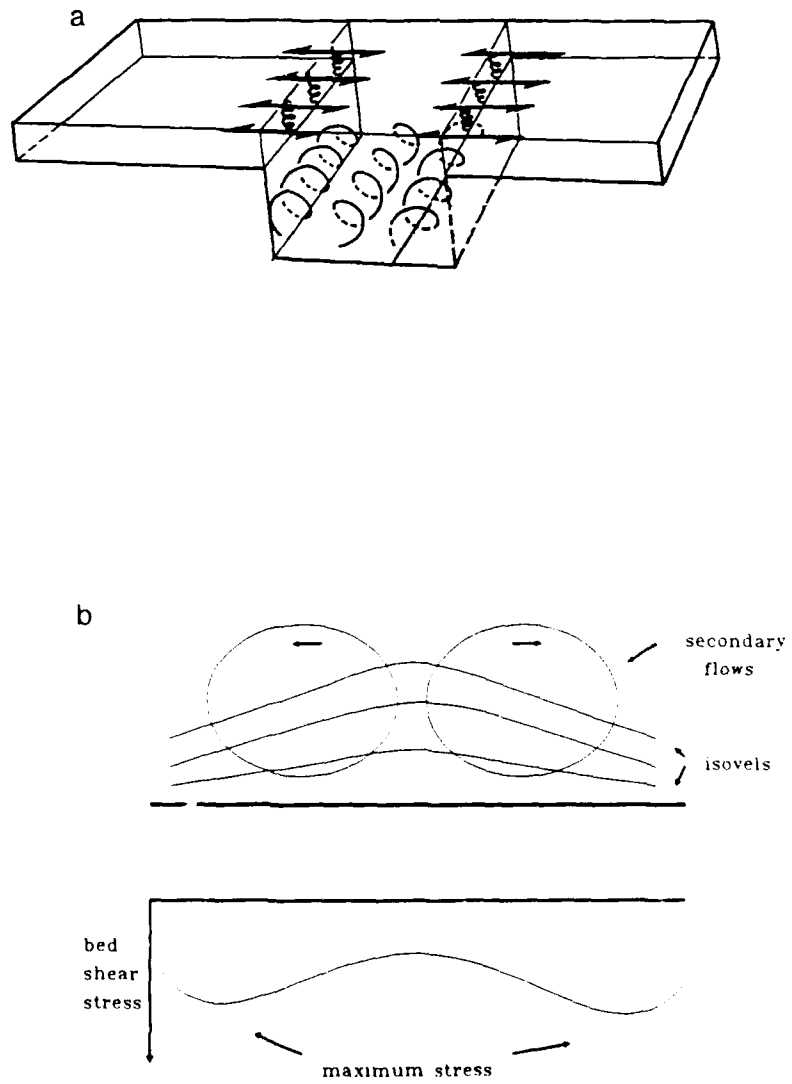 a
b
secondary
flows
isovels
bed
shear
stress
maximum stress